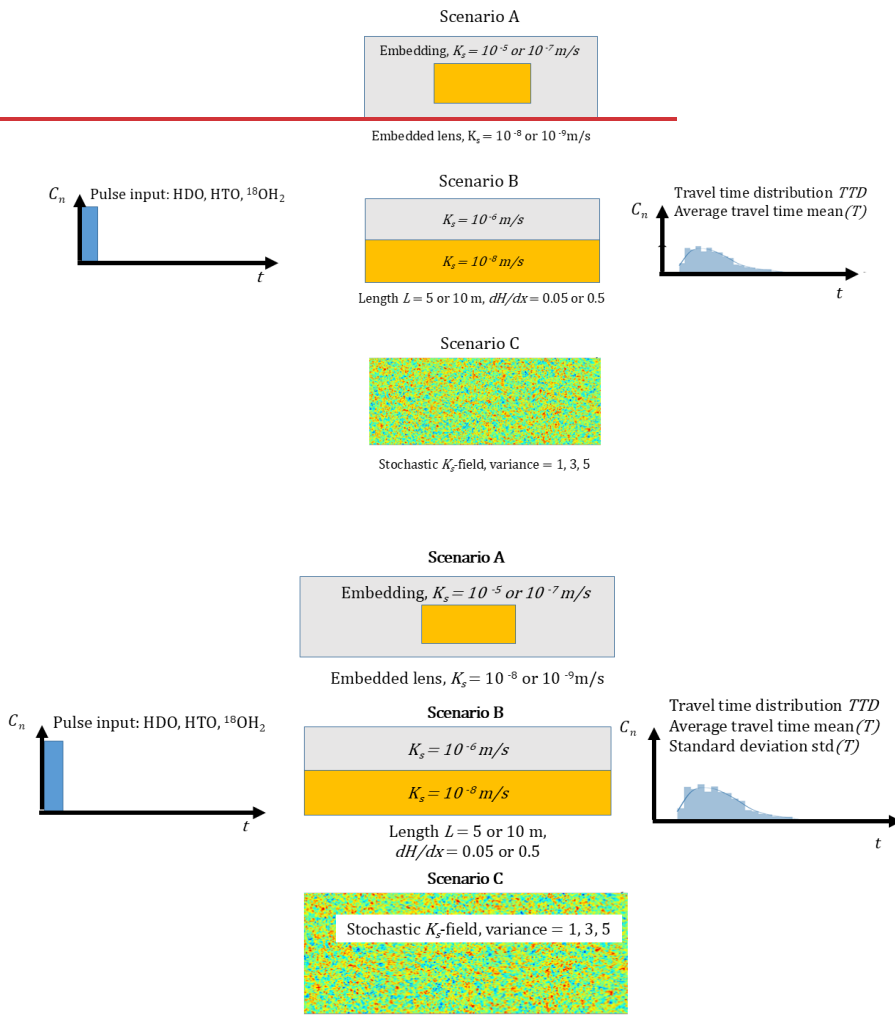 Scenario A
Embedding, Kₛ = 10⁻⁵ or 10⁻⁷ m/s
Embedded lens, Kₛ = 10 ⁻⁸ or 10 ⁻⁹m/s
Scenario B
Cₙ
Pulse input: HDO, HTO, ¹⁸OH₂
t
Kₛ = 10⁻⁶ m/s
Kₛ = 10⁻⁸ m/s
Length L = 5 or 10 m, dH/dx = 0.05 or 0.5
Travel time distribution TTD
Average travel time mean(T)
Cₙ
t
Scenario C
Stochastic Kₛ-field, variance = 1, 3, 5
Scenario A
Embedding, Kₛ = 10 ⁻⁵ or 10⁻⁷ m/s
Embedded lens, Kₛ = 10 ⁻⁸ or 10 ⁻⁹m/s
Cₙ
Pulse input: HDO, HTO, ¹⁸OH₂
t
Scenario B
Kₛ = 10⁻⁶ m/s
Kₛ = 10⁻⁸ m/s
Length L = 5 or 10 m,
dH/dx = 0.05 or 0.5
Travel time distribution TTD
Average travel time mean(T)
Standard deviation std(T)
Cₙ
t
Scenario C
Stochastic Kₛ-field, variance = 1, 3, 5